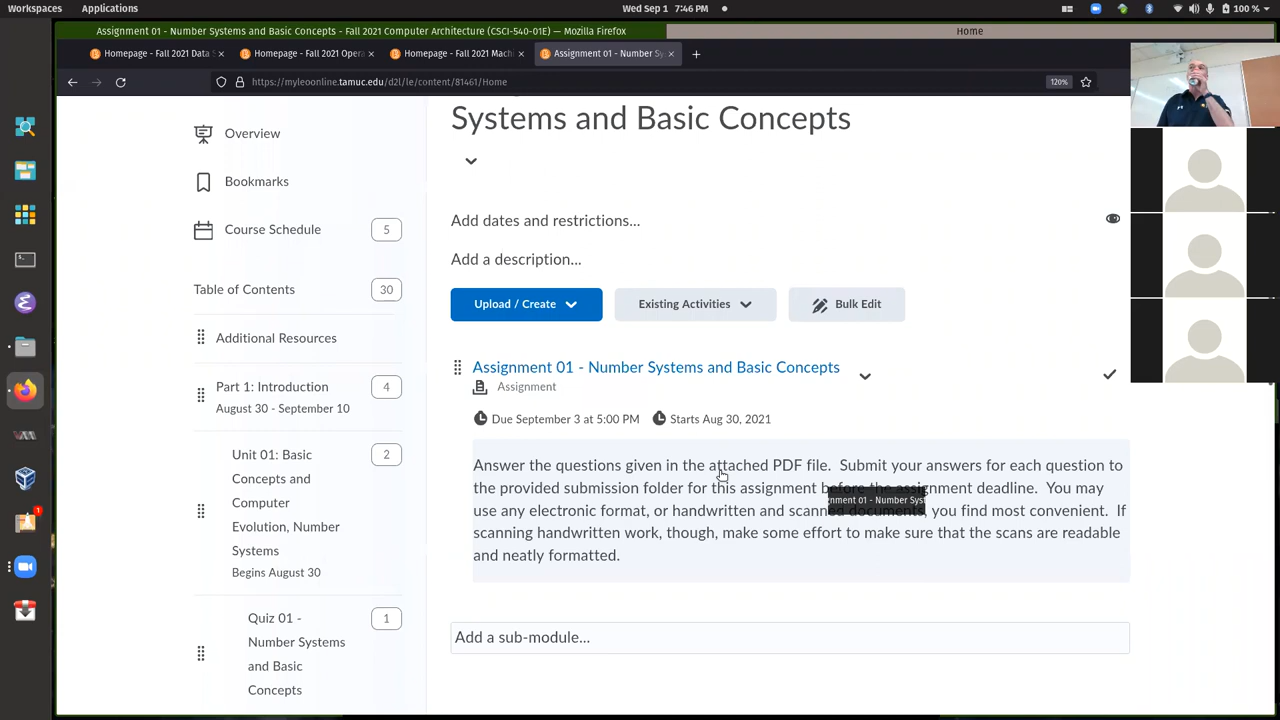 Workspaces Applications Wed Sep 1 7:46 PM 100 %
Assignment 01 - Number Systems and Basic Concepts - Fall 2021 Computer Architecture (CSCI-540-01E) — Mozilla Firefox Home
Homepage - Fall 2021 Data S Homepage - Fall 2021 Opera Homepage - Fall 2021 Machi Assignment 01 - Number Sy
https://myleoonline.tamuc.edu/d2l/le/content/81461/Home 120%
Systems and Basic Concepts
Overview
Bookmarks
Course Schedule 5
Table of Contents 30
Additional Resources
Part 1: Introduction 4
August 30 - September 10
Unit 01: Basic 2
Concepts and
Computer
Evolution, Number
Systems
Begins August 30
Quiz 01 - 1
Number Systems
and Basic
Concepts
Add dates and restrictions...
Add a description...
Upload / Create Existing Activities Bulk Edit
Assignment 01 - Number Systems and Basic Concepts
Assignment
Due September 3 at 5:00 PM Starts Aug 30, 2021
Answer the questions given in the attached PDF file. Submit your answers for each question to
the provided submission folder for this assignment before the assignment deadline. You may
nment 01 - Number Syst
use any electronic format, or handwritten and scanned documents, you find most convenient. If
scanning handwritten work, though, make some effort to make sure that the scans are readable
and neatly formatted.
Add a sub-module...
1